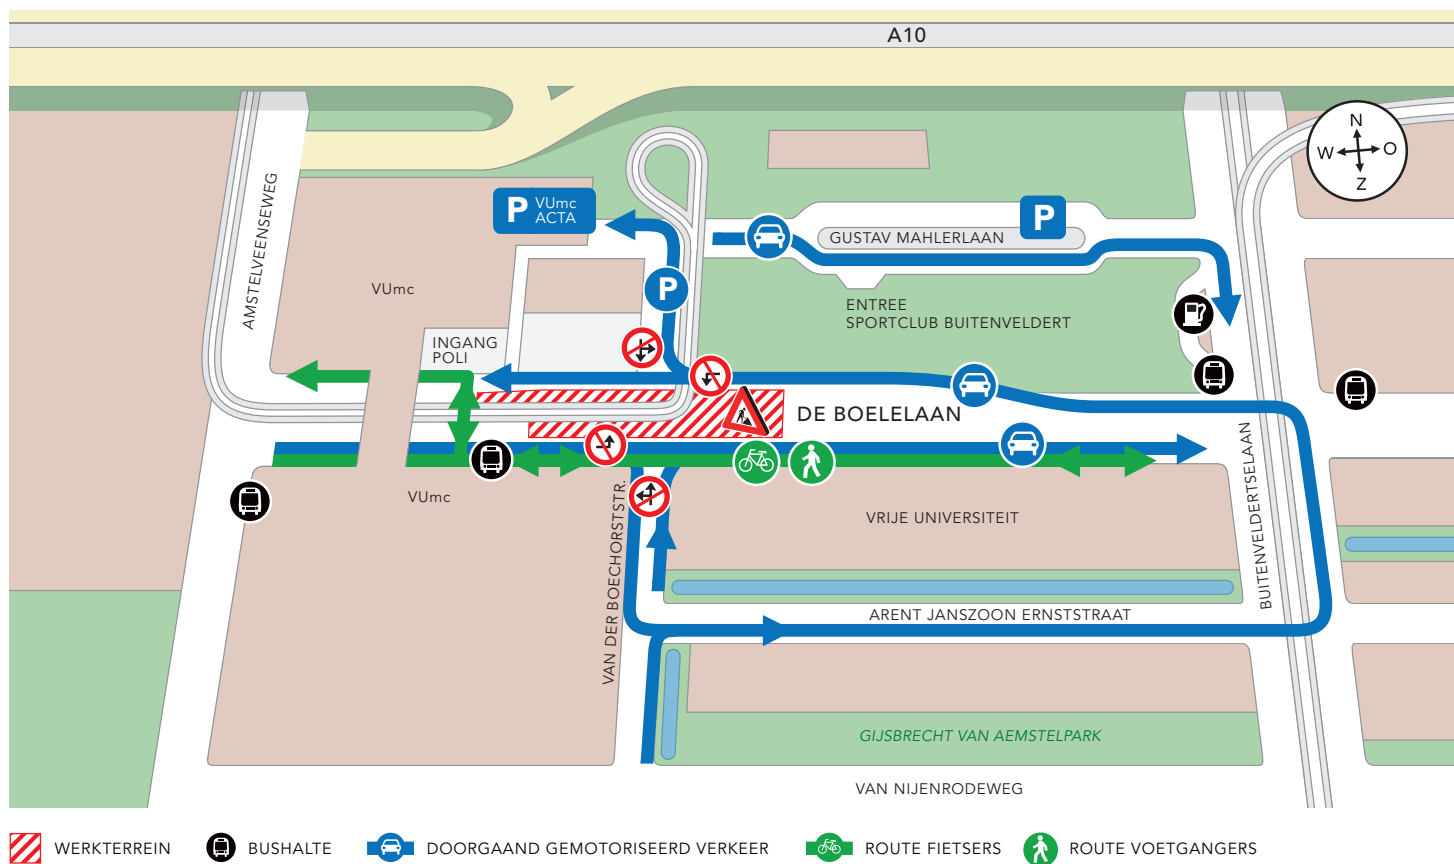 A10
N
W
O
Z
AMSTELVEENSEWEG
P VUmc
ACTA
P
GUSTAV MAHLERLAAN
VUmc
P
ENTREE
SPORTCLUB BUITENVELDERT
INGANG
POLI
DE BOELELAAN
BUITENVELDERTSELAAN
VUmc
VAN DER BOECHORSTSTR.
VRIJE UNIVERSITEIT
ARENT JANSZOON ERNSTSTRAAT
GIJSBRECHT VAN AEMSTELPARK
VAN NIJENRODEWEG
WERKTERREIN
BUSHALTE
DOORGAAND GEMOTORISEERD VERKEER
ROUTE FIETSERS
ROUTE VOETGANGERS